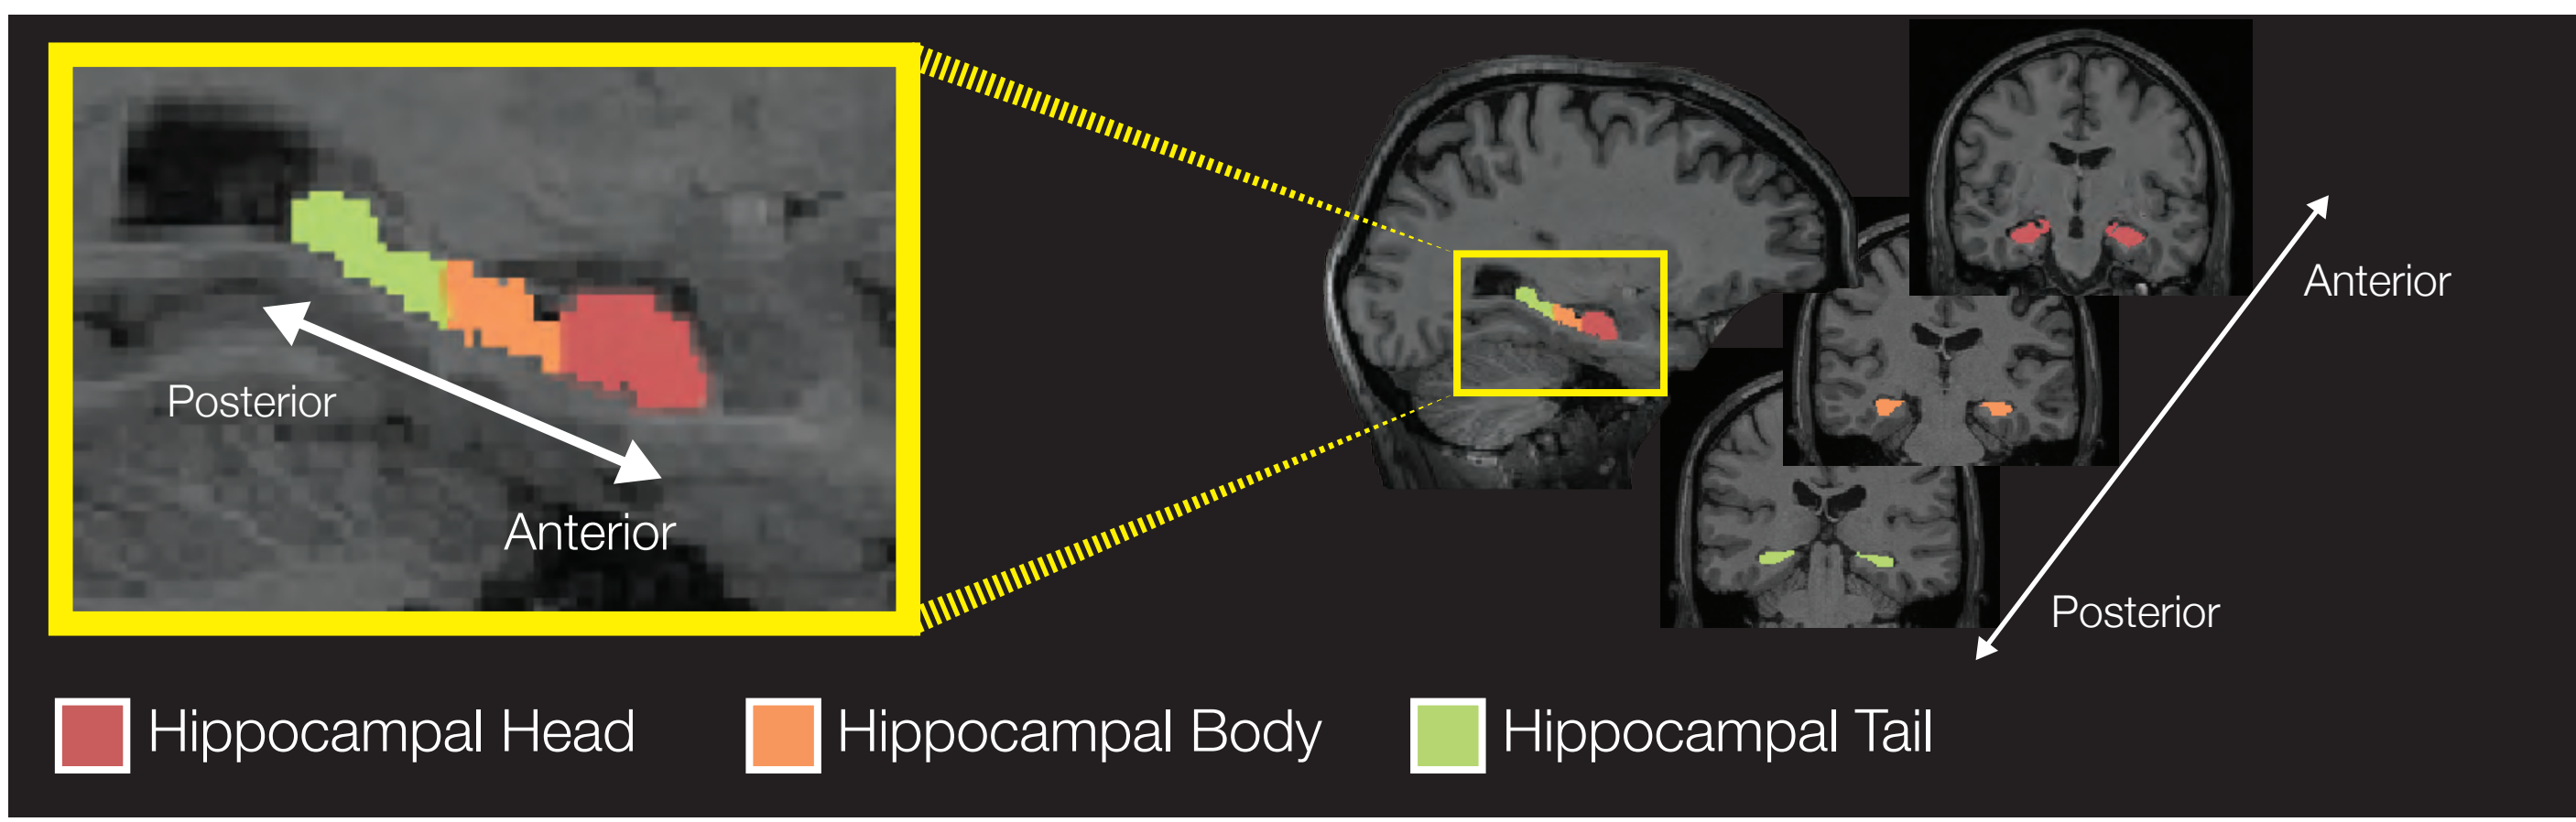 Posterior
Anterior
Anterior
Posterior
Hippocampal Head
Hippocampal Body
Hippocampal Tail